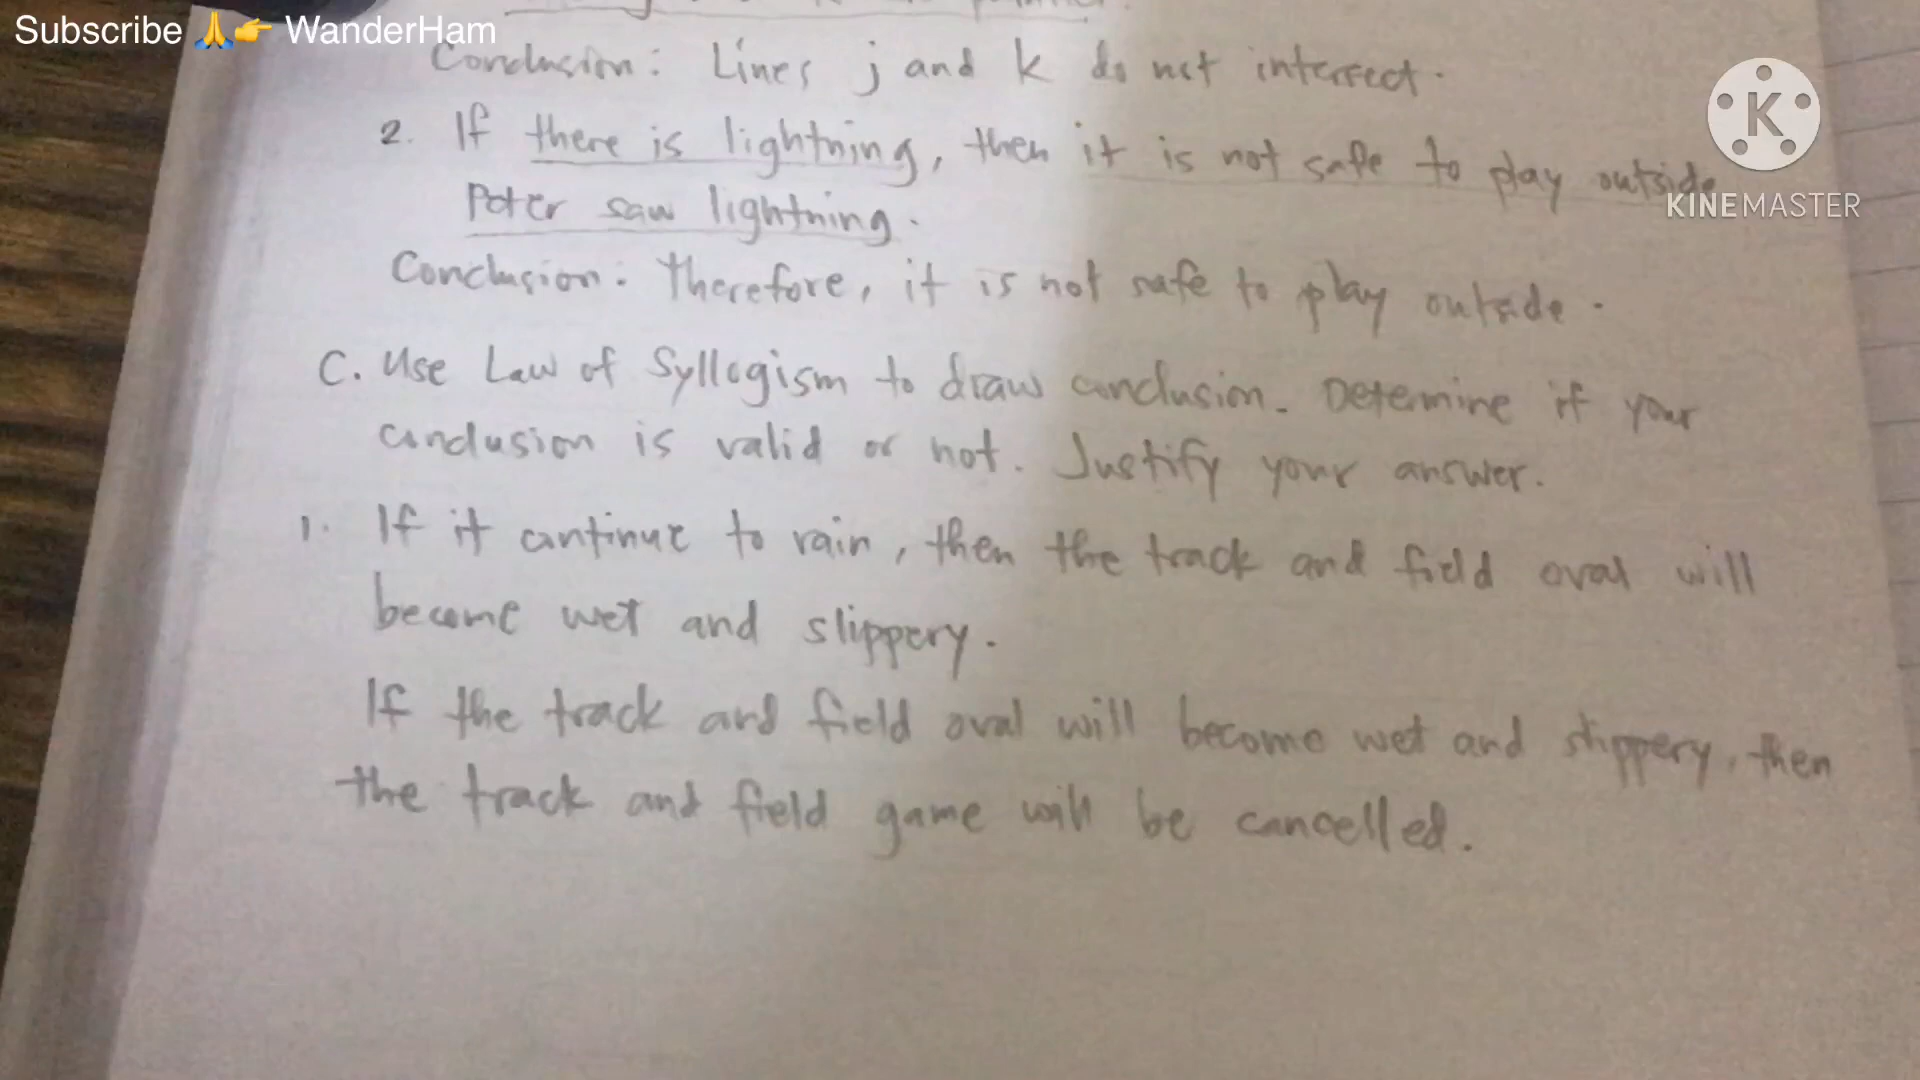 Subscribe 🙏👉 WanderHam
Conclusion: Lines j and k do not intersect.
2. If there is lightning, then it is not safe to play outside
KINEMASTER
Peter saw lightning.
Conclusion: Therefore, it is not safe to play outside.
C. Use Law of Syllogism to draw conclusion. Determine if your
conclusion is valid or not. Justify your answer.
1. If it continue to rain, then the track and field oval will
become wet and slippery.
If the track and field oval will become wet and slippery, then
the track and field game will be cancelled.